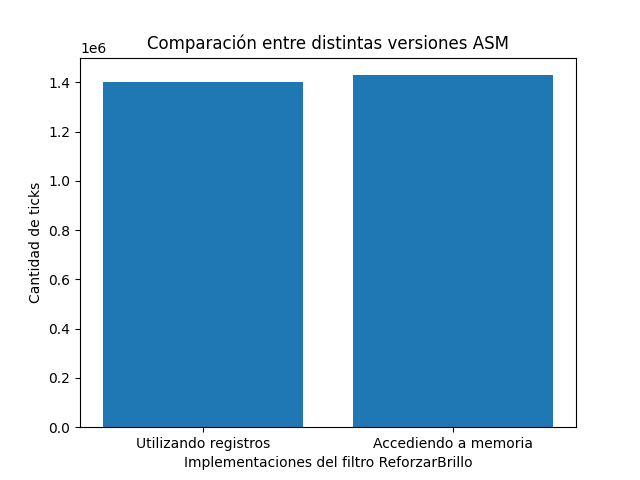 Comparación entre distintas versiones ASM
1e6
1.4
1.2
1.0
0.8
0.6
0.4
0.2
0.0
Cantidad de ticks
Utilizando registros
Accediendo a memoria
Implementaciones del filtro ReforzarBrillo